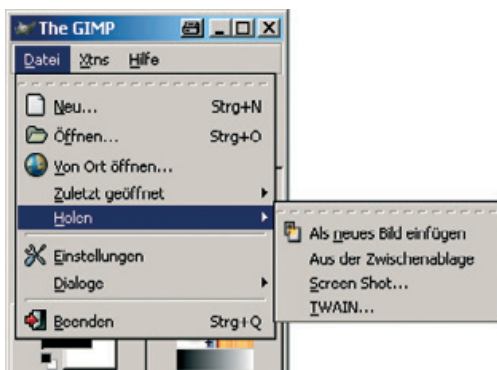 The GIMP
Datei Xtns Hilfe
Neu... Strg+N
Öffnen... Strg+O
Von Ort öffnen...
Zuletzt geöffnet
Holen
Als neues Bild einfügen
Aus der Zwischenablage
Screen Shot...
TWAIN...
Einstellungen
Dialoge
Beenden Strg+Q